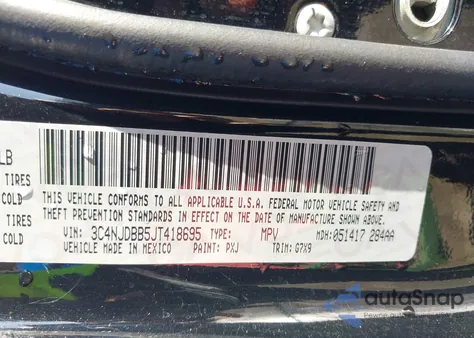 LB
TIRES
COLD
TIRES
COLD
THIS VEHICLE CONFORMS TO ALL APPLICABLE U.S.A. FEDERAL MOTOR VEHICLE SAFETY AND
THEFT PREVENTION STANDARDS IN EFFECT ON THE DATE OF MANUFACTURE SHOWN ABOVE.
VIN: 3C4NJDBB5JT418695 TYPE: MPV MDH: 051417 284AA
VEHICLE MADE IN MEXICO PAINT: PXJ TRIM: G7X9
autoSnap
Pewne auto